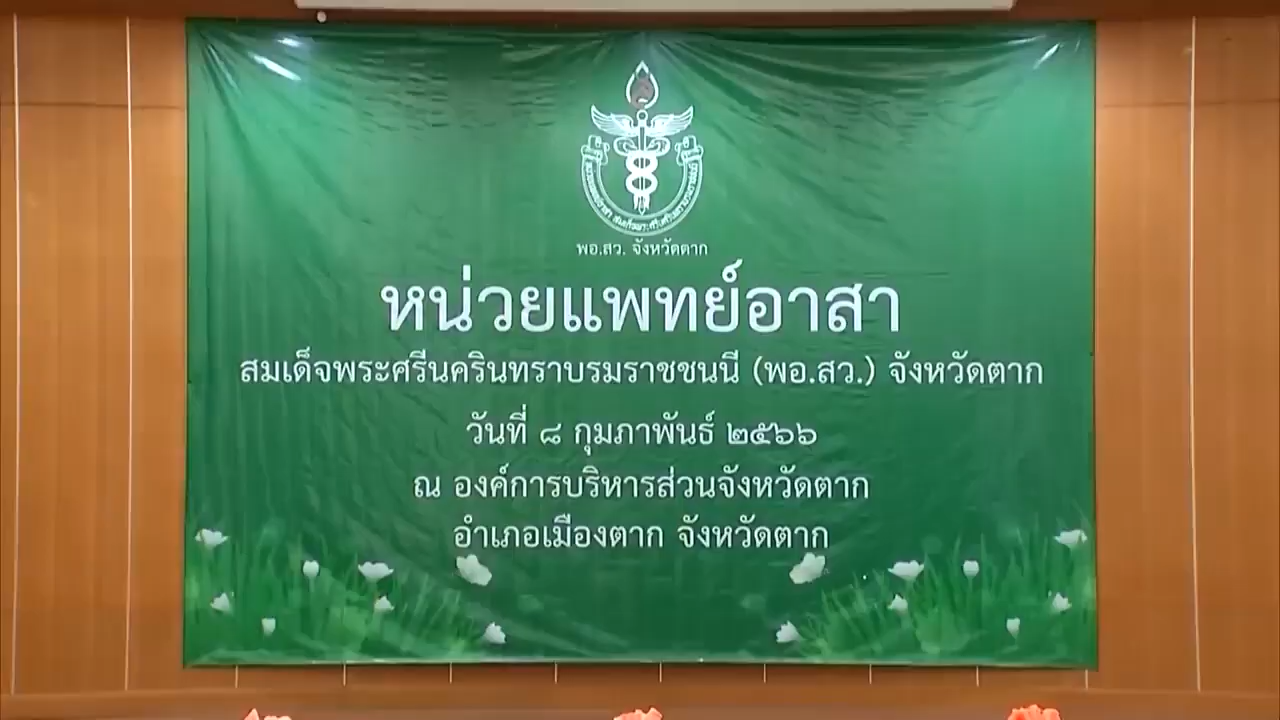 พอ.สว. จังหวัดตาก
หน่วยแพทย์อาสา
สมเด็จพระศรีนครินทราบรมราชชนนี (พอ.สว.) จังหวัดตาก
วันที่ ๘ กุมภาพันธ์ ๒๕๖๖
ณ องค์การบริหารส่วนจังหวัดตาก
อำเภอเมืองตาก จังหวัดตาก